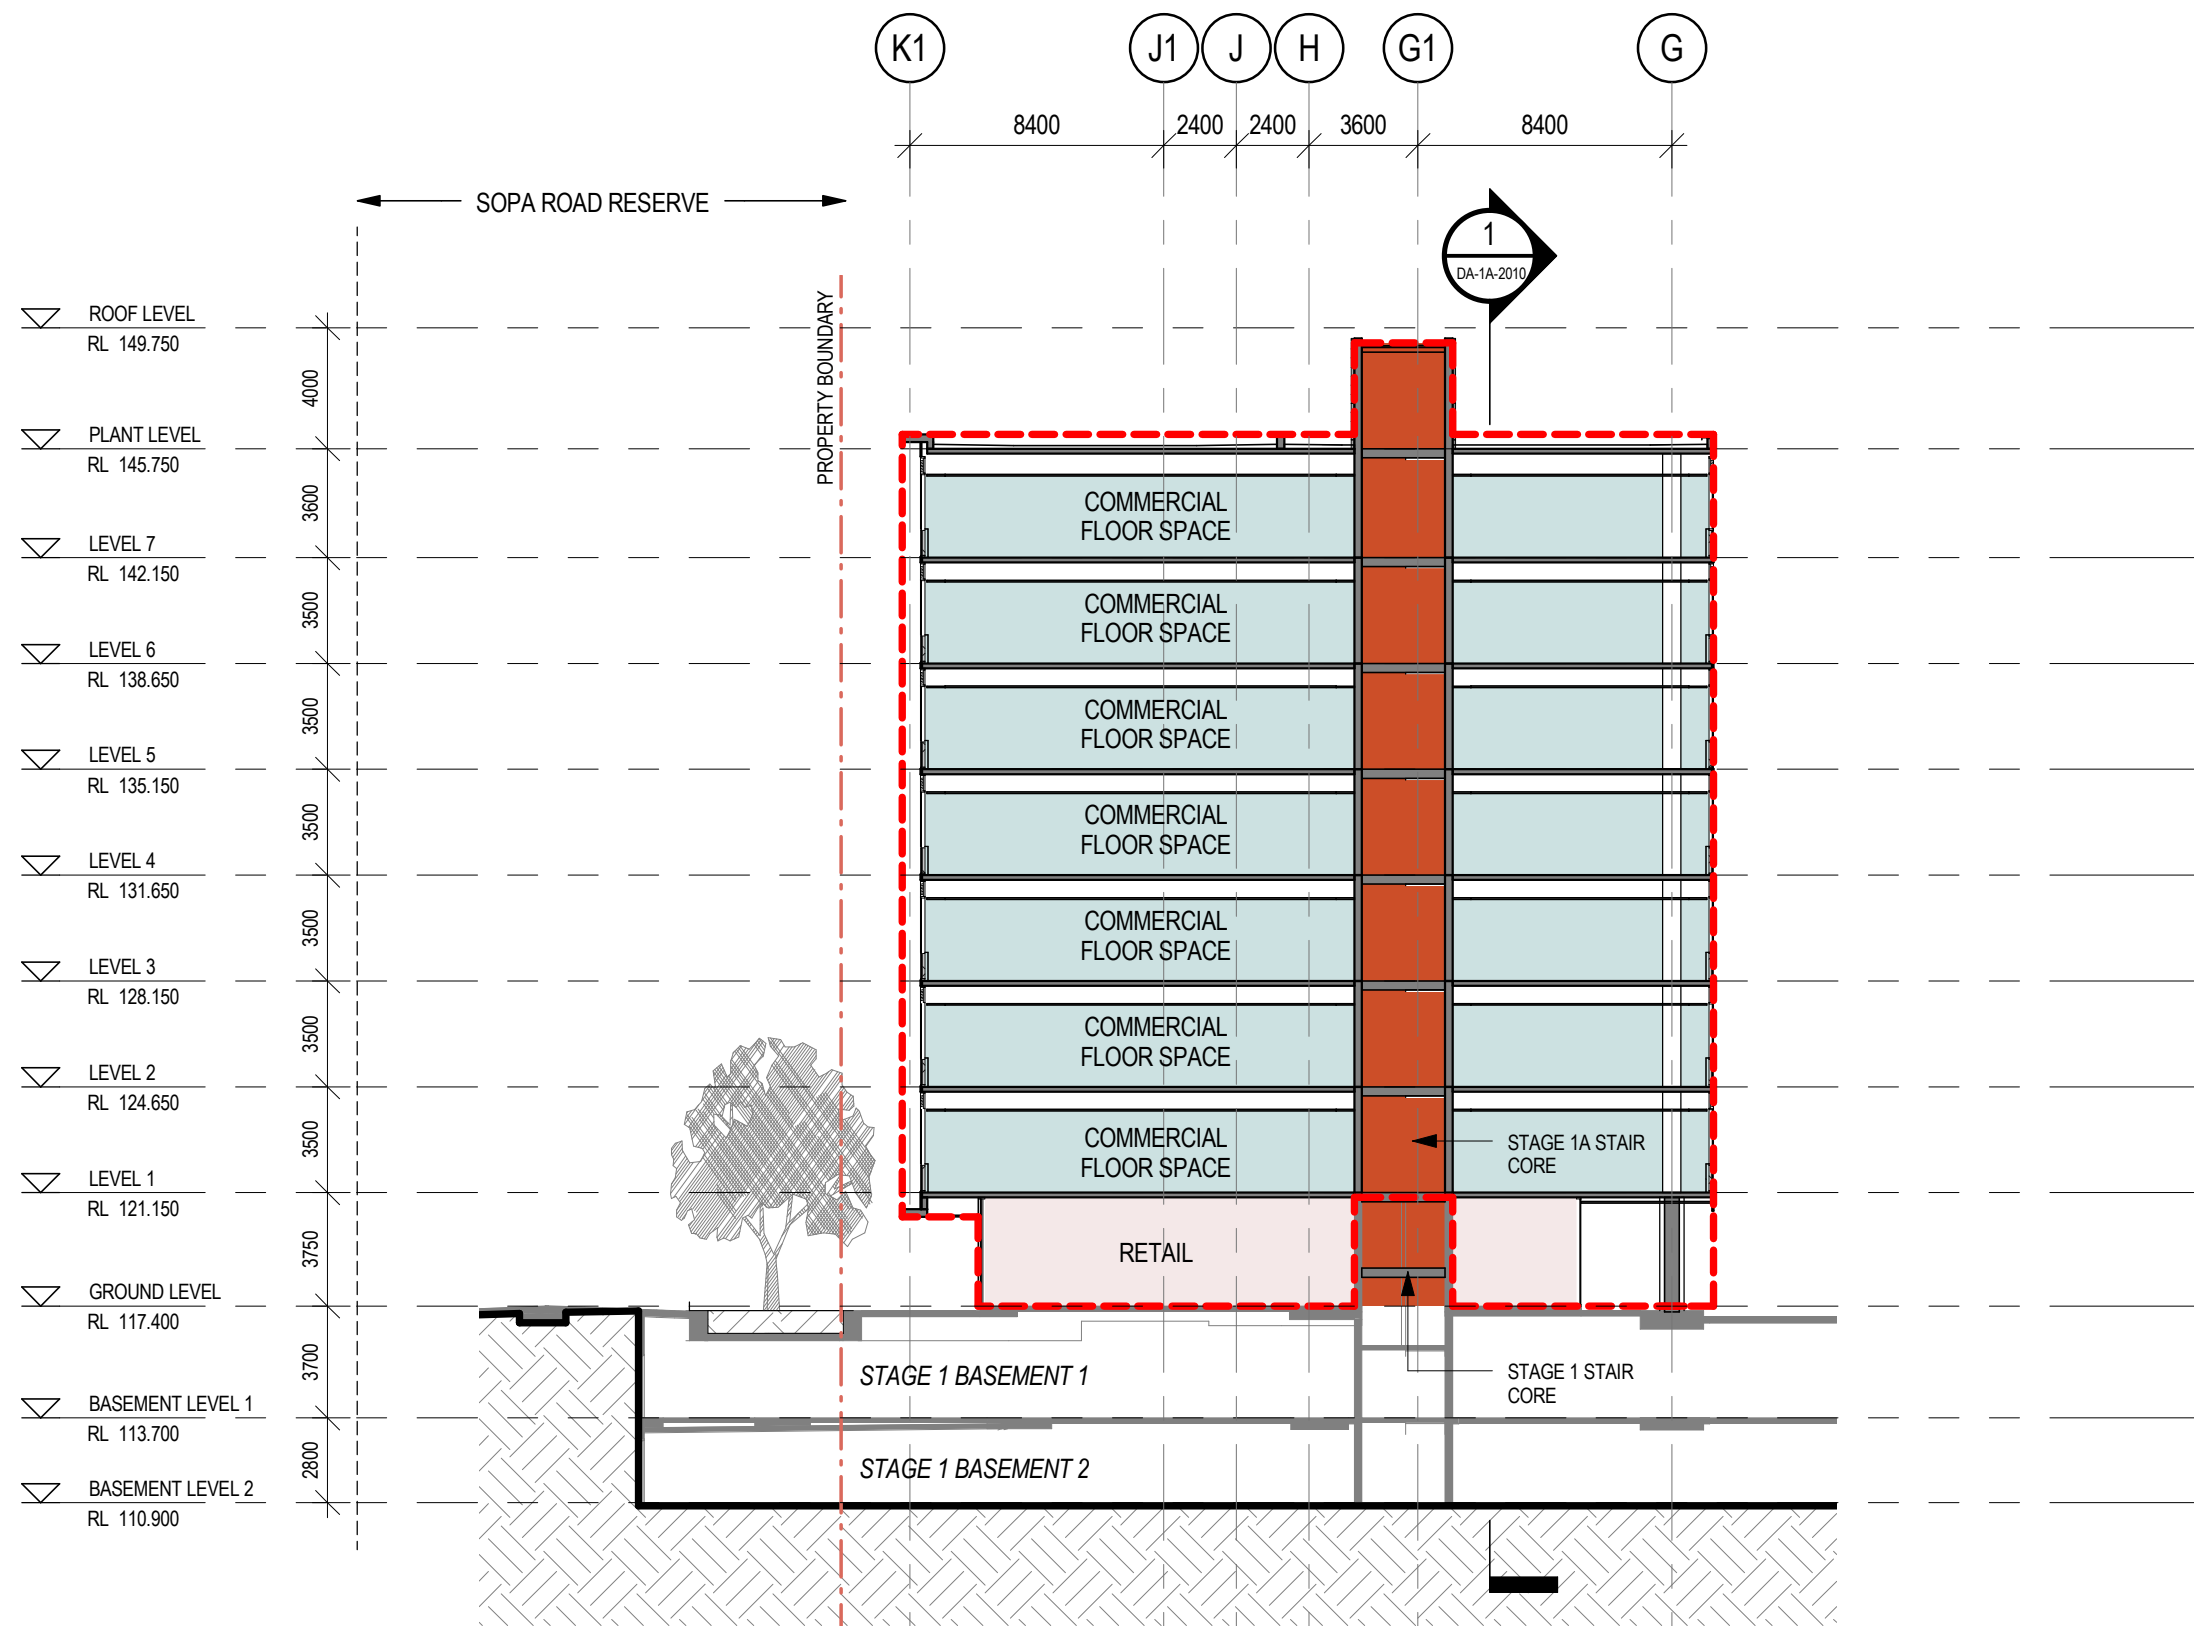 K1 J1 J H G1 G
8400 2400 2400 3600 8400
SOPA ROAD RESERVE
1
DA-1A-2010
PROPERTY BOUNDARY
ROOF LEVEL
RL 149.750
4000
PLANT LEVEL
RL 145.750
3600
COMMERCIAL
FLOOR SPACE
LEVEL 7
RL 142.150
3500
COMMERCIAL
FLOOR SPACE
LEVEL 6
RL 138.650
3500
COMMERCIAL
FLOOR SPACE
LEVEL 5
RL 135.150
3500
COMMERCIAL
FLOOR SPACE
LEVEL 4
RL 131.650
3500
COMMERCIAL
FLOOR SPACE
LEVEL 3
RL 128.150
3500
COMMERCIAL
FLOOR SPACE
LEVEL 2
RL 124.650
3500
COMMERCIAL
FLOOR SPACE
STAGE 1A STAIR
CORE
LEVEL 1
RL 121.150
3750
RETAIL
GROUND LEVEL
RL 117.400
3700
STAGE 1 BASEMENT 1
STAGE 1 STAIR
CORE
BASEMENT LEVEL 1
RL 113.700
2800
STAGE 1 BASEMENT 2
BASEMENT LEVEL 2
RL 110.900